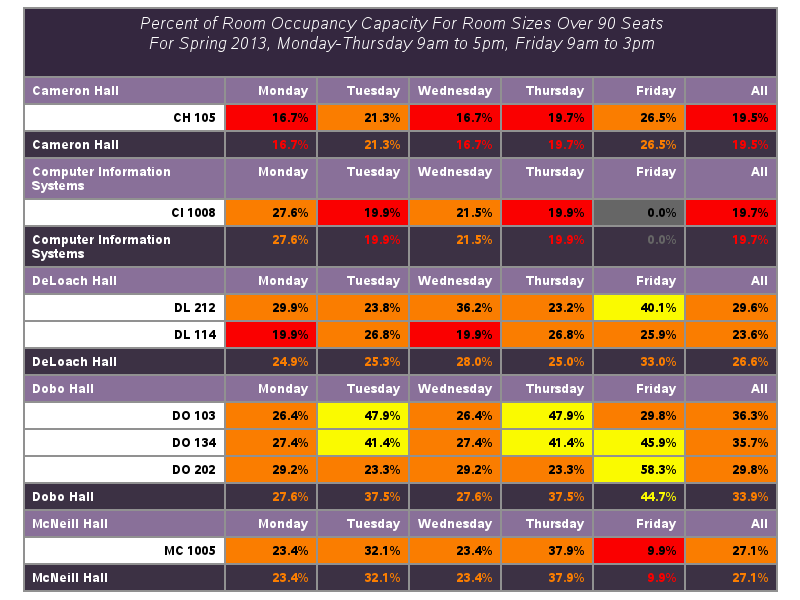 Percent of Room Occupancy Capacity For Room Sizes Over 90 Seats
For Spring 2013, Monday-Thursday 9am to 5pm, Friday 9am to 3pm
Cameron Hall Monday Tuesday Wednesday Thursday Friday All
CH 105 16.7% 21.3% 16.7% 19.7% 26.5% 19.5%
Cameron Hall 16.7% 21.3% 16.7% 19.7% 26.5% 19.5%
Computer Information Monday Tuesday Wednesday Thursday Friday All
Systems
CI 1008 27.6% 19.9% 21.5% 19.9% 0.0% 19.7%
Computer Information 27.6% 19.9% 21.5% 19.9% 0.0% 19.7%
Systems
DeLoach Hall Monday Tuesday Wednesday Thursday Friday All
DL 212 29.9% 23.8% 36.2% 23.2% 40.1% 29.6%
DL 114 19.9% 26.8% 19.9% 26.8% 25.9% 23.6%
DeLoach Hall 24.9% 25.3% 28.0% 25.0% 33.0% 26.6%
Dobo Hall Monday Tuesday Wednesday Thursday Friday All
DO 103 26.4% 47.9% 26.4% 47.9% 29.8% 36.3%
DO 134 27.4% 41.4% 27.4% 41.4% 45.9% 35.7%
DO 202 29.2% 23.3% 29.2% 23.3% 58.3% 29.8%
Dobo Hall 27.6% 37.5% 27.6% 37.5% 44.7% 33.9%
McNeill Hall Monday Tuesday Wednesday Thursday Friday All
MC 1005 23.4% 32.1% 23.4% 37.9% 9.9% 27.1%
McNeill Hall 23.4% 32.1% 23.4% 37.9% 9.9% 27.1%